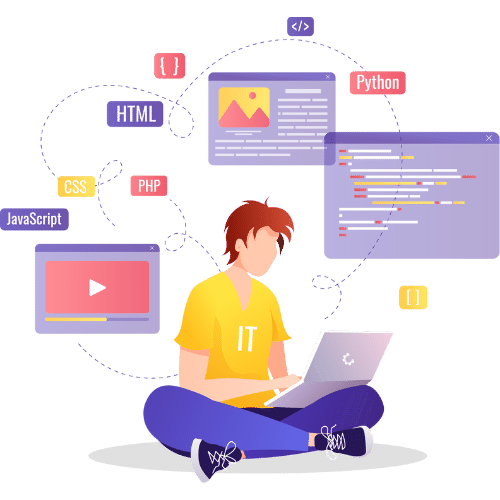 </>
{ }
Python
HTML
CSS
PHP
JavaScript
[ ]
IT